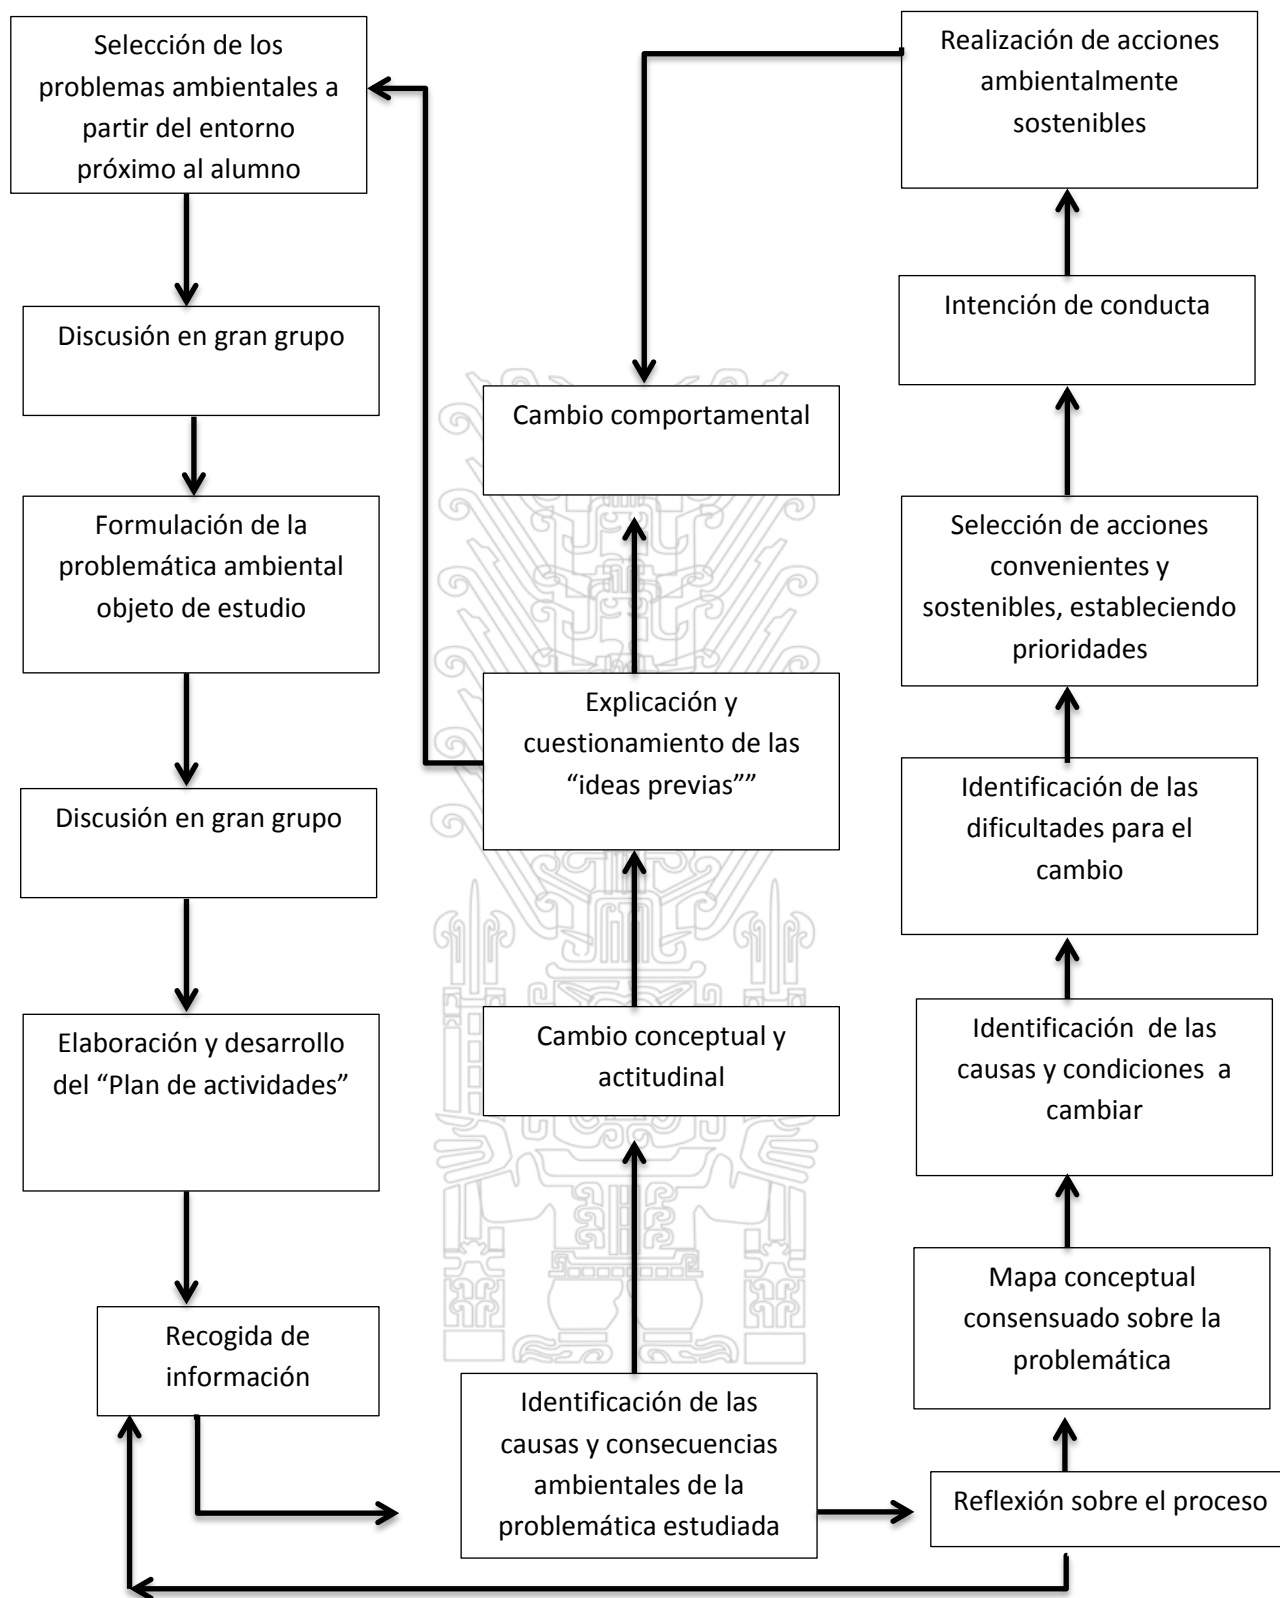 Selección de los
problemas ambientales a
partir del entorno
próximo al alumno
Discusión en gran grupo
Formulación de la
problemática ambiental
objeto de estudio
Discusión en gran grupo
Elaboración y desarrollo
del “Plan de actividades”
Recogida de
información
Cambio comportamental
Explicación y
cuestionamiento de las
“ideas previas””
Cambio conceptual y
actitudinal
Identificación de las
causas y consecuencias
ambientales de la
problemática estudiada
Realización de acciones
ambientalmente
sostenibles
Intención de conducta
Selección de acciones
convenientes y
sostenibles, estableciendo
prioridades
Identificación de las
dificultades para el
cambio
Identificación  de las
causas y condiciones  a
cambiar
Mapa conceptual
consensuado sobre la
problemática
Reflexión sobre el proceso